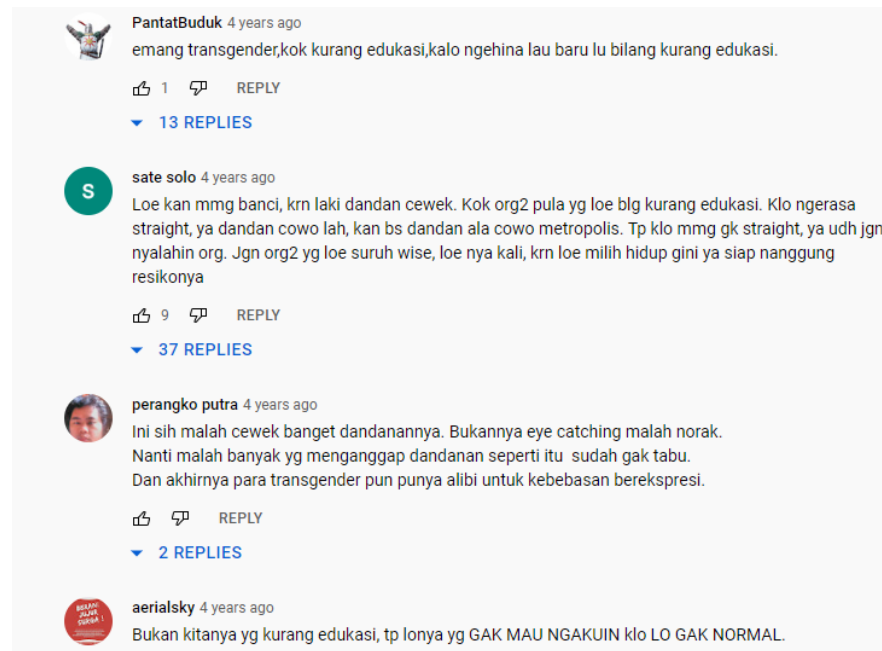 PantatBuduk 4 years ago
emang transgender,kok kurang edukasi,kalo ngehina lau baru lu bilang kurang edukasi.
1 REPLY
13 REPLIES
S
sate solo 4 years ago
Loe kan mmg banci, krn laki dandan cewek. Kok org2 pula yg loe blg kurang edukasi. Klo ngerasa
straight, ya dandan cowo lah, kan bs dandan ala cowo metropolis. Tp klo mmg gk straight, ya udh jgn
nyalahin org. Jgn org2 yg loe suruh wise, loe nya kali, krn loe milih hidup gini ya siap nanggung
resikonya
9 REPLY
37 REPLIES
perangko putra 4 years ago
Ini sih malah cewek banget dandanannya. Bukannya eye catching malah norak.
Nanti malah banyak yg menganggap dandanan seperti itu sudah gak tabu.
Dan akhirnya para transgender pun punya alibi untuk kebebasan berekspresi.
REPLY
2 REPLIES
aerialsky 4 years ago
Bukan kitanya yg kurang edukasi, tp lonya yg GAK MAU NGAKUIN klo LO GAK NORMAL.